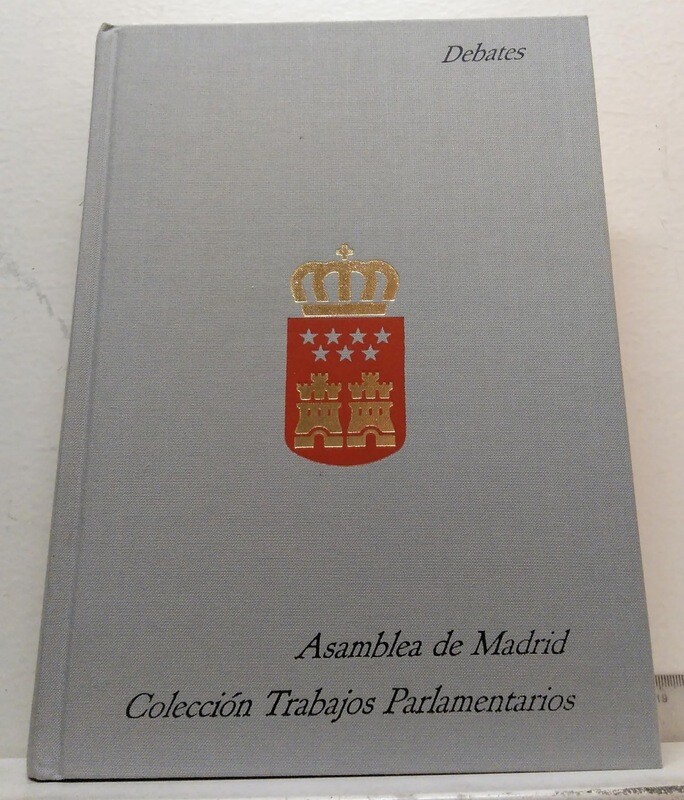 Debates
Asamblea de Madrid
Colección Trabajos Parlamentarios